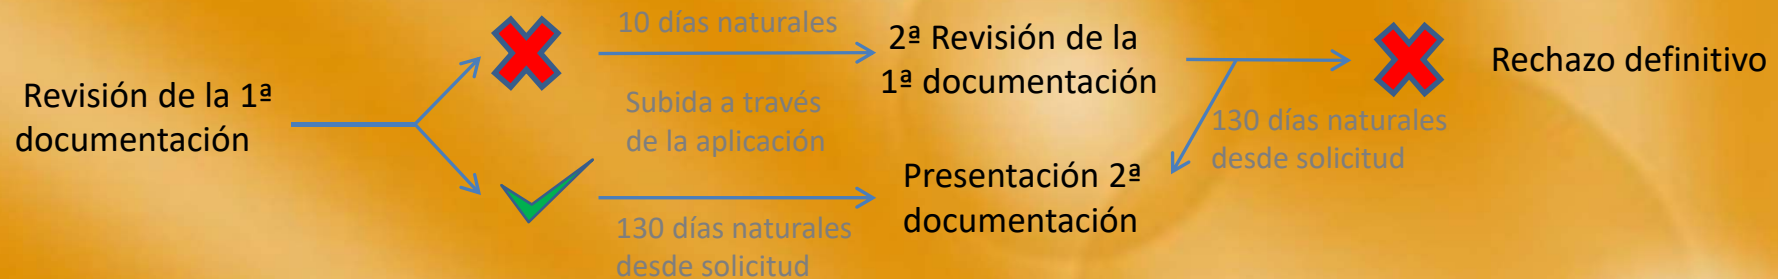 Revisión de la 1ª
documentación
10 días naturales
Subida a través
de la aplicación
130 días naturales
desde solicitud
2ª Revisión de la
1ª documentación
Presentación 2ª
documentación
130 días naturales
desde solicitud
Rechazo definitivo